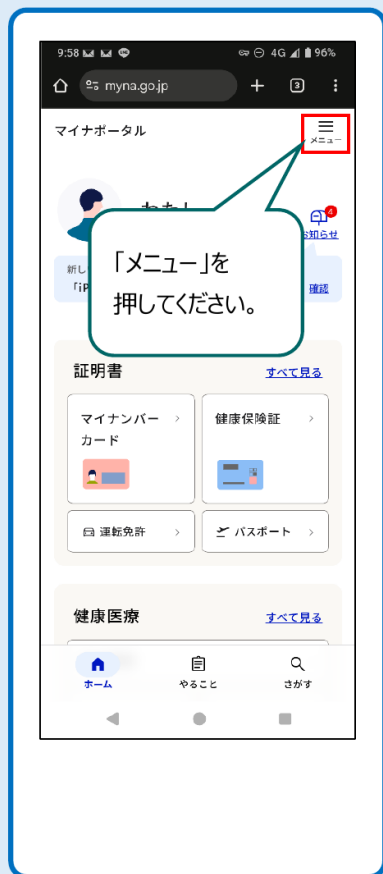 9:58
4G 96%
myna.go.jp
3
マイナポータル
メニュー
4
お知らせ
「メニュー」を
押してください。
新し
「iP
確認
証明書
すべて見る
マイナンバー
カード
健康保険証
運転免許
パスポート
健康医療
すべて見る
ホーム
やること
さがす